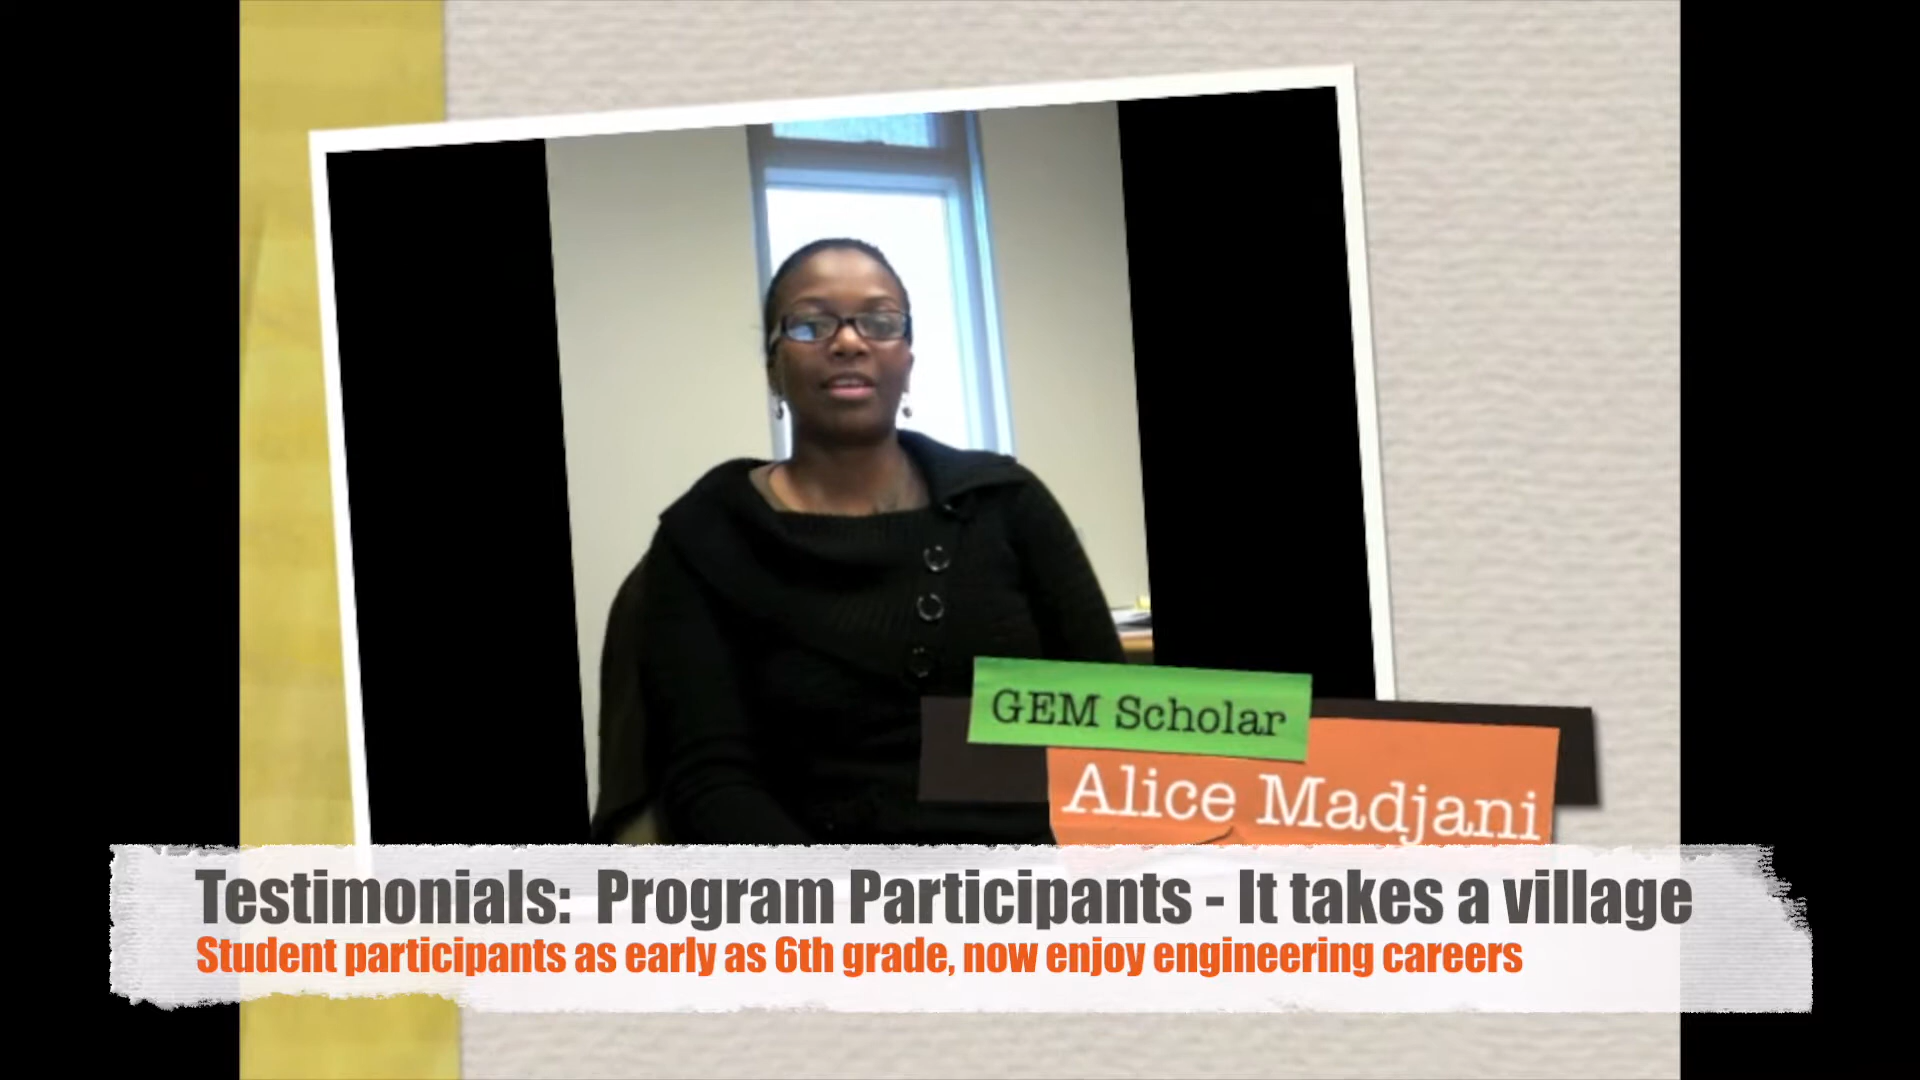 GEM Scholar
Alice Madjani
Testimonials: Program Participants - It takes a village
Student participants as early as 6th grade, now enjoy engineering careers